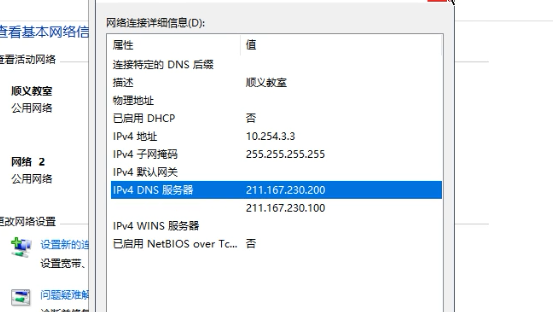 网络连接详细信息(D):
查看基本网络信
查看活动网络
顺义教室
公用网络
网络 2
公用网络
更改网络设置
设置新的连
设置宽带、
问题疑难解
属性 值
连接特定的 DNS 后缀
描述 顺义教室
物理地址
已启用 DHCP 否
IPv4 地址 10.254.3.3
IPv4 子网掩码 255.255.255.255
IPv4 默认网关
IPv4 DNS 服务器 211.167.230.200
211.167.230.100
IPv4 WINS 服务器
已启用 NetBIOS over Tc... 否